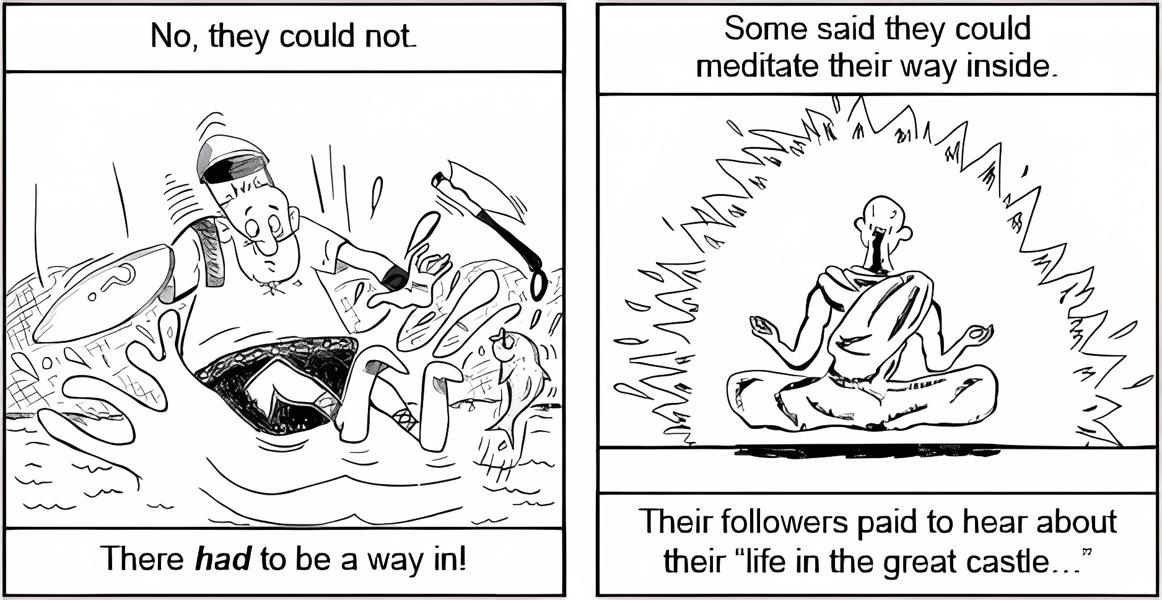 No, they could not.
There had to be a way in!
Some said they could
meditate their way inside.
Their followers paid to hear about
their “life in the great castle...”